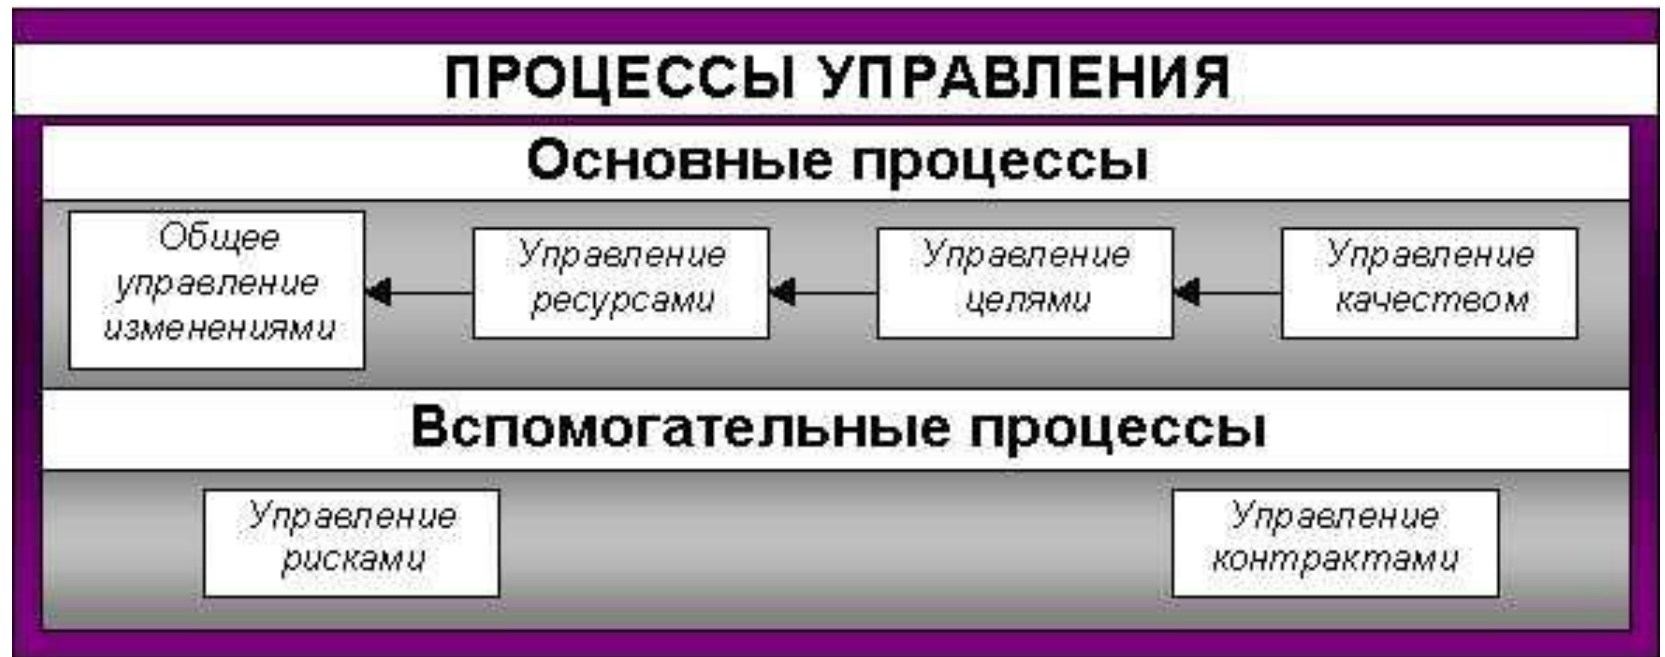 ПРОЦЕССЫ УПРАВЛЕНИЯ
Основные процессы
Общее
управление
изменениями
Управление
ресурсами
Управление
целями
Управление
качеством
Вспомогательные процессы
Управление
рисками
Управление
контрактами